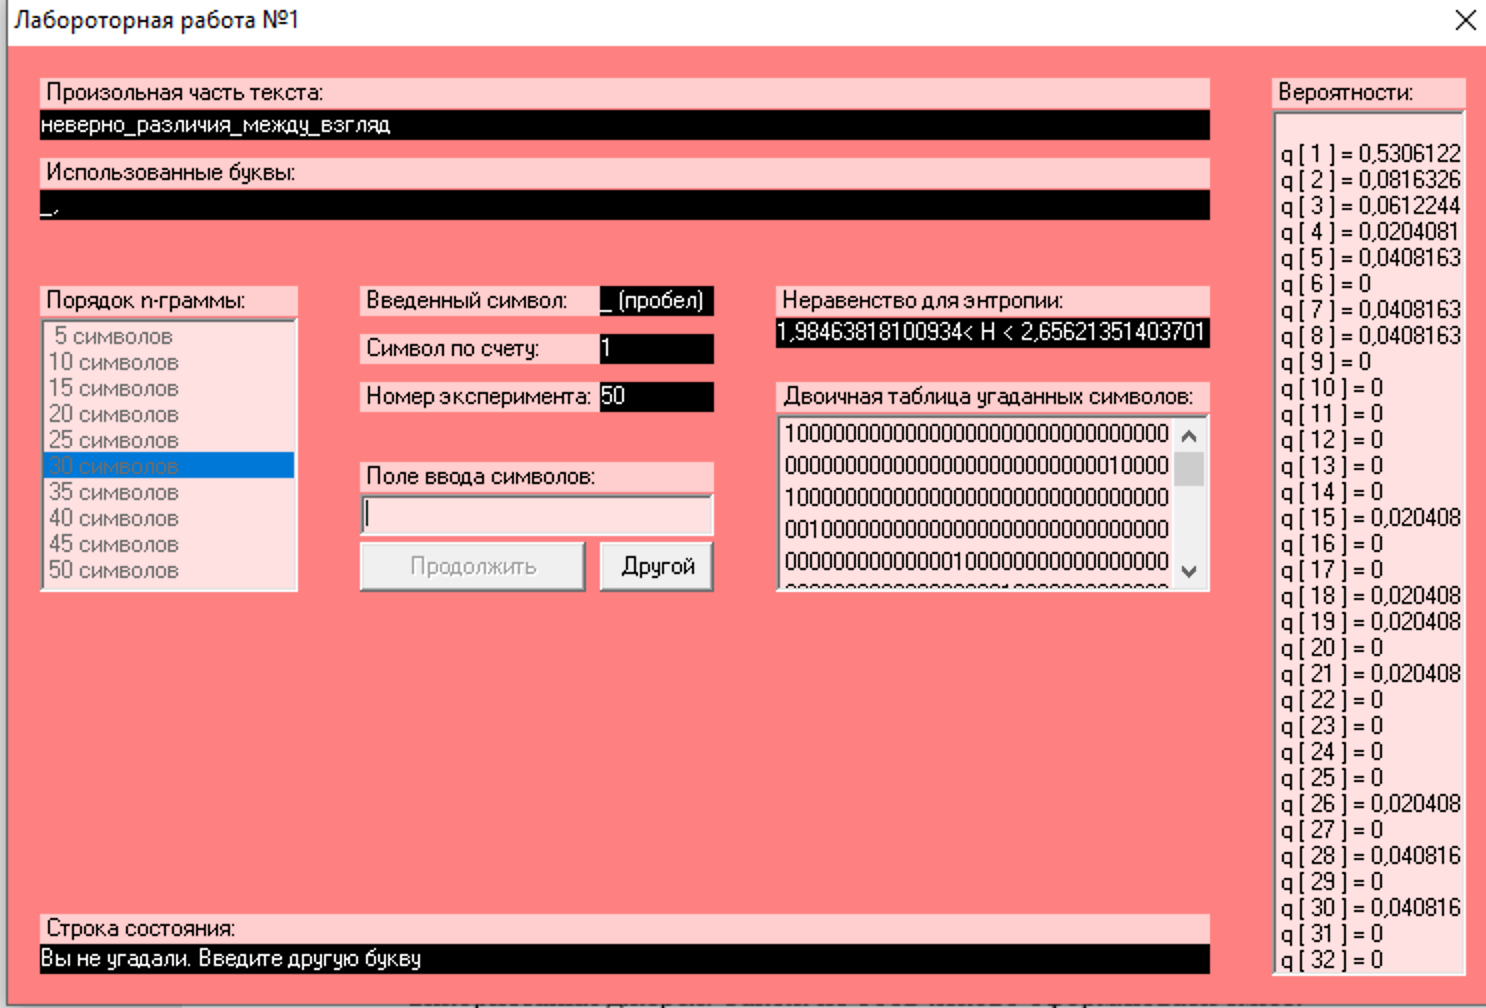 Лабороторная работа №1
Произольная часть текста:
неверно_различия_между_взгляд
Использованные буквы:
_,
Порядок n-граммы:
5 символов
10 символов
15 символов
20 символов
25 символов
30 символов
35 символов
40 символов
45 символов
50 символов
Введенный символ: _ (пробел)
Символ по счету: 1
Номер эксперимента: 50
Поле ввода символов:
Продолжить
Другой
Неравенство для энтропии:
1,98463818100934< H < 2,65621351403701
Двоичная таблица угаданных символов:
10000000000000000000000000000000
00000000000000000000000000010000
10000000000000000000000000000000
00100000000000000000000000000000
00000000000000100000000000000000
Вероятности:
q [ 1 ] = 0,5306122
q [ 2 ] = 0,0816326
q [ 3 ] = 0,0612244
q [ 4 ] = 0,0204081
q [ 5 ] = 0,0408163
q [ 6 ] = 0
q [ 7 ] = 0,0408163
q [ 8 ] = 0,0408163
q [ 9 ] = 0
q [ 10 ] = 0
q [ 11 ] = 0
q [ 12 ] = 0
q [ 13 ] = 0
q [ 14 ] = 0
q [ 15 ] = 0,020408
q [ 16 ] = 0
q [ 17 ] = 0
q [ 18 ] = 0,020408
q [ 19 ] = 0,020408
q [ 20 ] = 0
q [ 21 ] = 0,020408
q [ 22 ] = 0
q [ 23 ] = 0
q [ 24 ] = 0
q [ 25 ] = 0
q [ 26 ] = 0,020408
q [ 27 ] = 0
q [ 28 ] = 0,040816
q [ 29 ] = 0
q [ 30 ] = 0,040816
q [ 31 ] = 0
q [ 32 ] = 0
Строка состояния:
Вы не угадали. Введите другую букву